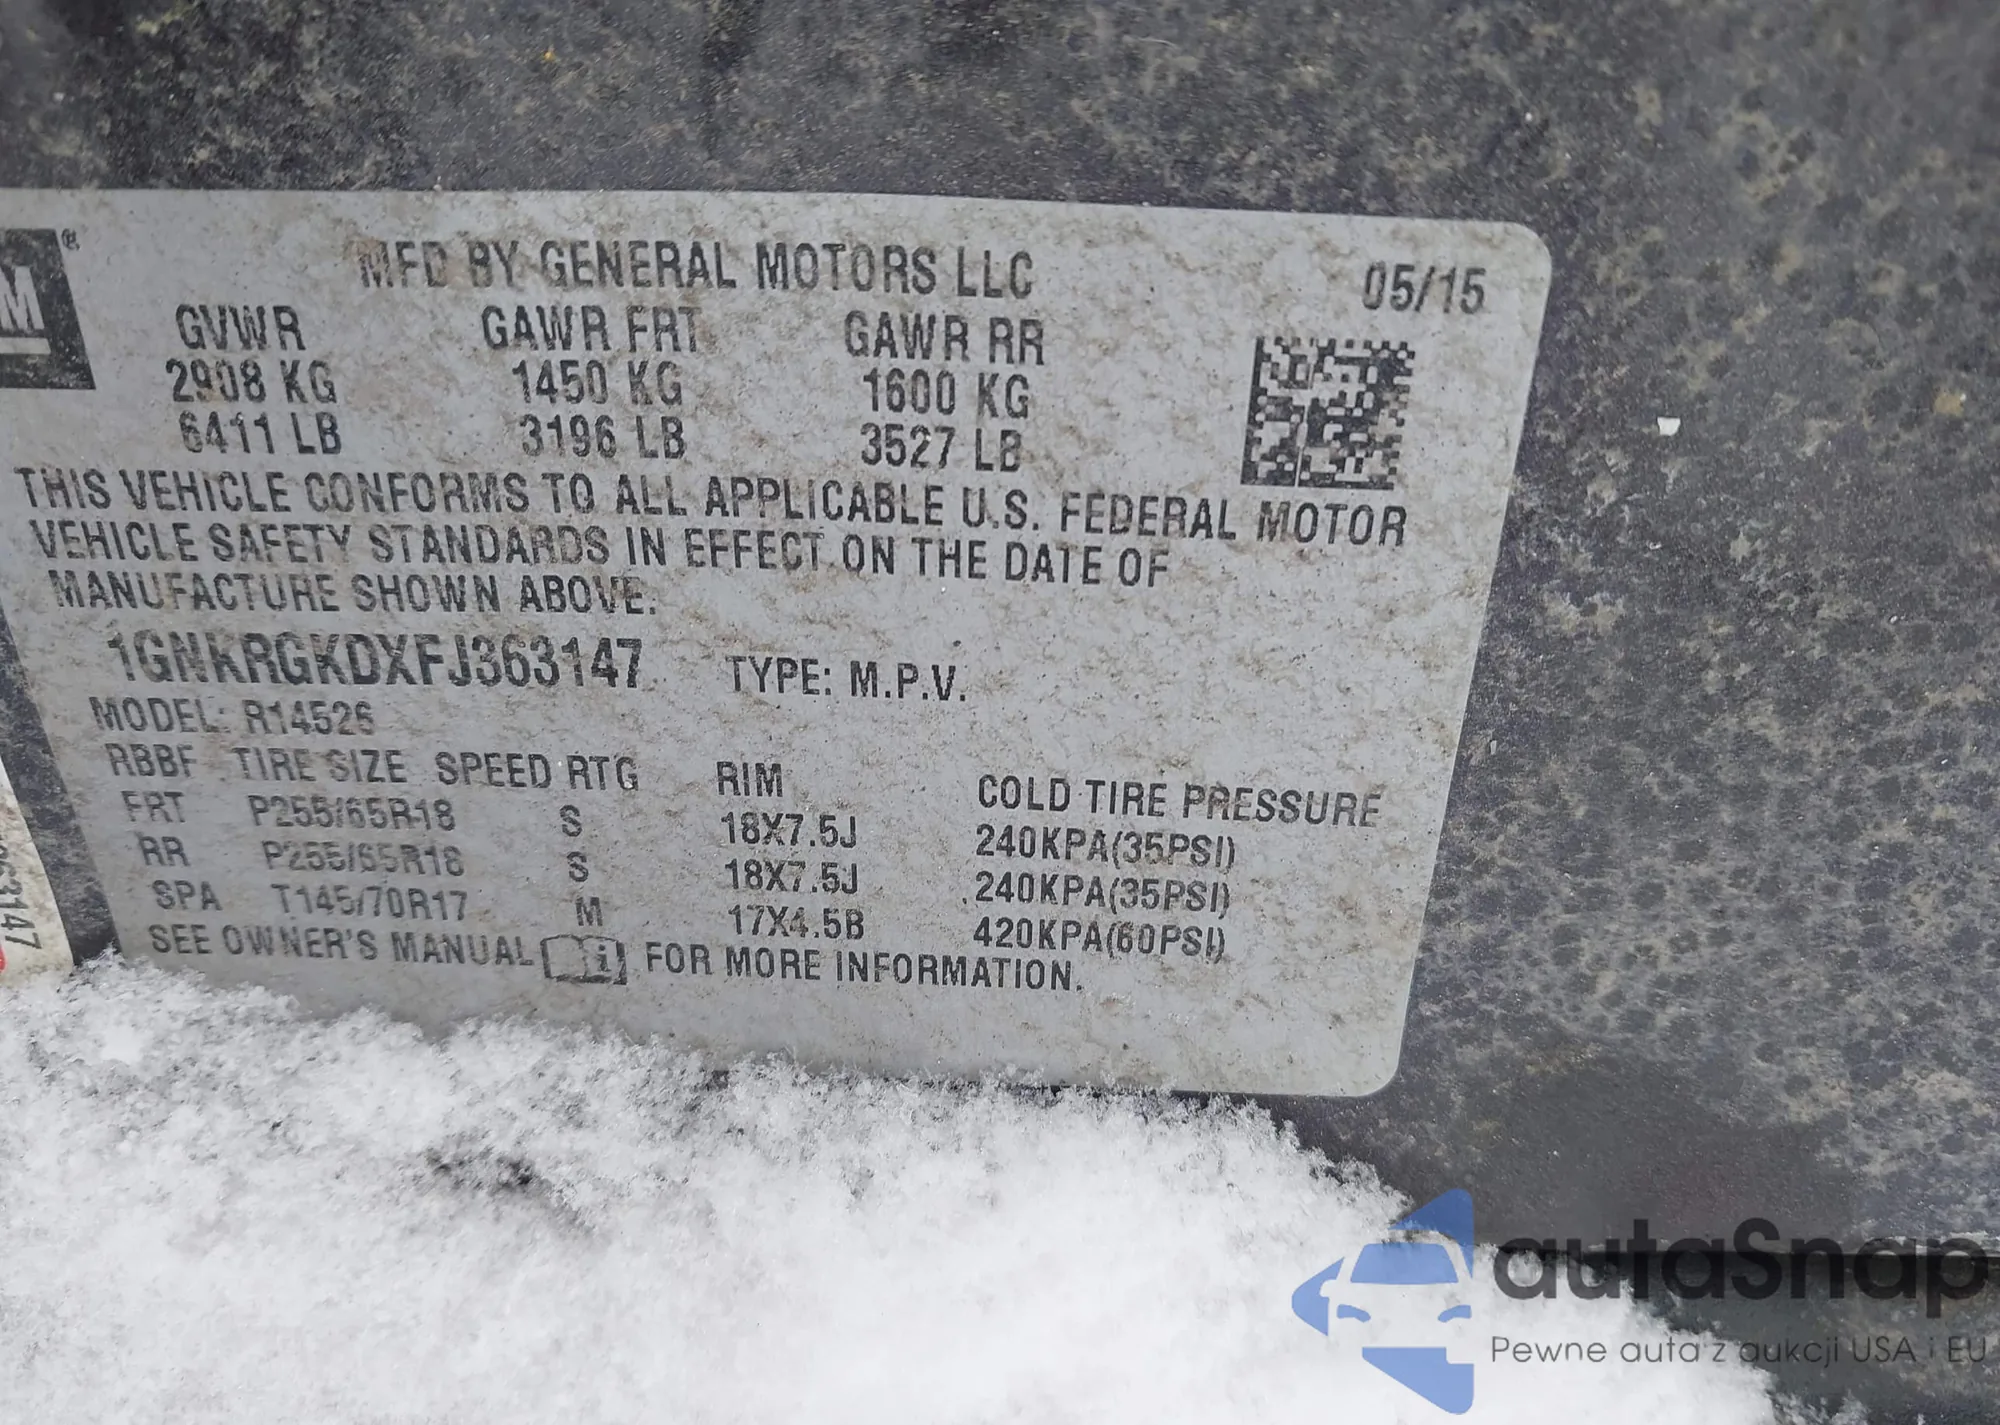 M ®
MFD BY GENERAL MOTORS LLC 05/15
GVWR GAWR FRT GAWR RR
2908 KG 1450 KG 1600 KG
6411 LB 3196 LB 3527 LB
THIS VEHICLE CONFORMS TO ALL APPLICABLE U.S. FEDERAL MOTOR
VEHICLE SAFETY STANDARDS IN EFFECT ON THE DATE OF
MANUFACTURE SHOWN ABOVE.
1GNKRGKDXFJ363147 TYPE: M.P.V.
MODEL: R14526
RBBF TIRE SIZE SPEED RTG RIM COLD TIRE PRESSURE
FRT P255/65R18 S 18X7.5J 240KPA(35PSI)
RR P255/65R18 S 18X7.5J 240KPA(35PSI)
SPA T145/70R17 M 17X4.5B 420KPA(60PSI)
SEE OWNER'S MANUAL FOR MORE INFORMATION.
63147
autaSnap
Pewne auta z aukcji USA i EU